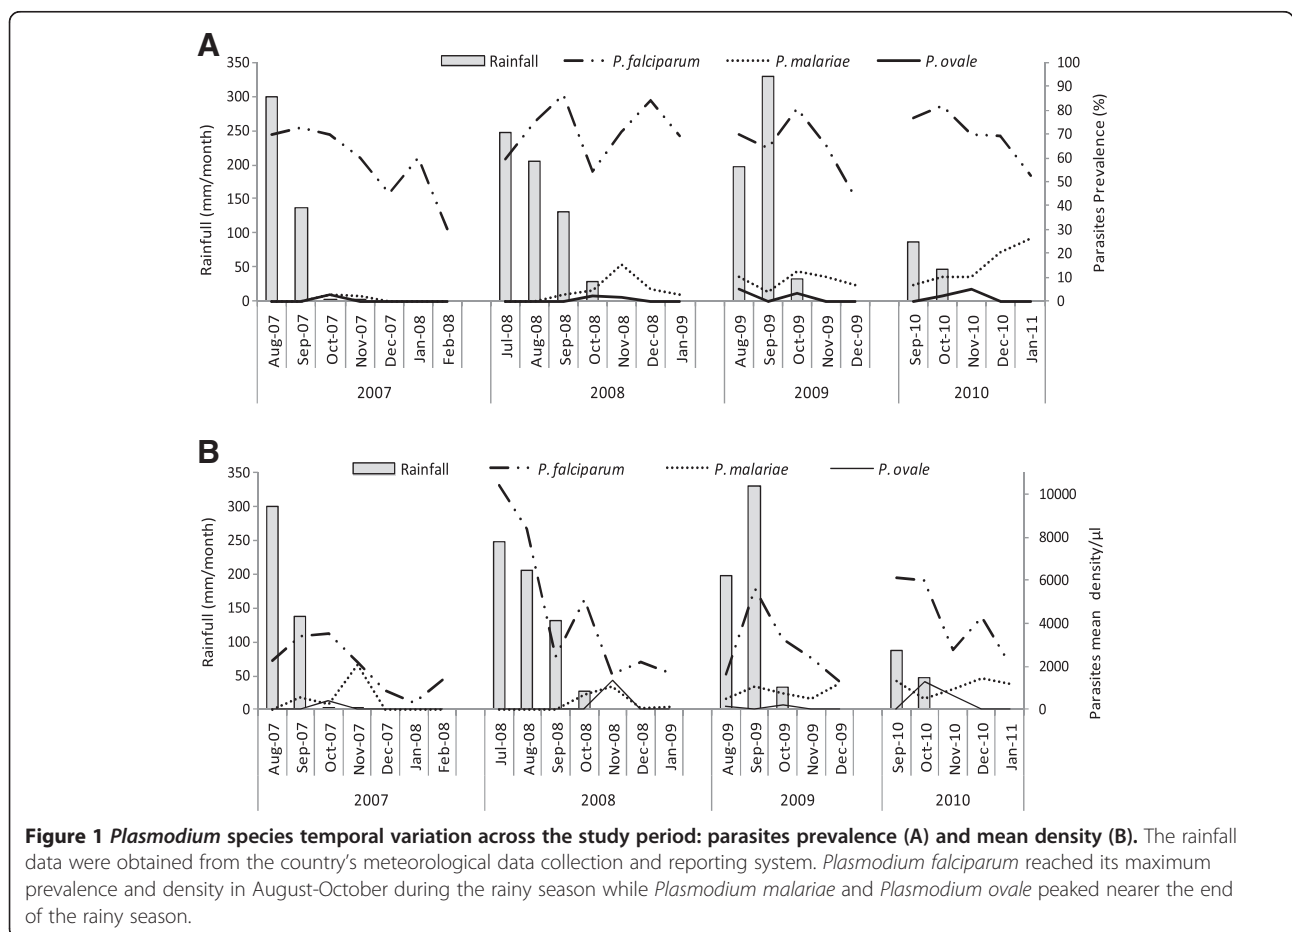 A
Rainfall P. falciparum P. malariae P. ovale
Rainfall (mm/month)
350
300
250
200
150
100
50
0
100
90
80
70
60
50
40
30
20
10
0
Parasites Prevalence (%)
Aug-07 Sep-07 Oct-07 Nov-07 Dec-07 Jan-08 Feb-08 Jul-08 Aug-08 Sep-08 Oct-08 Nov-08 Dec-08 Jan-09 Aug-09 Sep-09 Oct-09 Nov-09 Dec-09 Sep-10 Oct-10 Nov-10 Dec-10 Jan-11
2007 2008 2009 2010
B
Rainfall P. falciparum P. malariae P. ovale
Rainfall (mm/month)
350
300
250
200
150
100
50
0
10000
8000
6000
4000
2000
0
Parasites mean density/µl
Aug-07 Sep-07 Oct-07 Nov-07 Dec-07 Jan-08 Feb-08 Jul-08 Aug-08 Sep-08 Oct-08 Nov-08 Dec-08 Jan-09 Aug-09 Sep-09 Oct-09 Nov-09 Dec-09 Sep-10 Oct-10 Nov-10 Dec-10 Jan-11
2007 2008 2009 2010
Figure 1 Plasmodium species temporal variation across the study period: parasites prevalence (A) and mean density (B). The rainfall
data were obtained from the country's meteorological data collection and reporting system. Plasmodium falciparum reached its maximum
prevalence and density in August-October during the rainy season while Plasmodium malariae and Plasmodium ovale peaked nearer the end
of the rainy season.